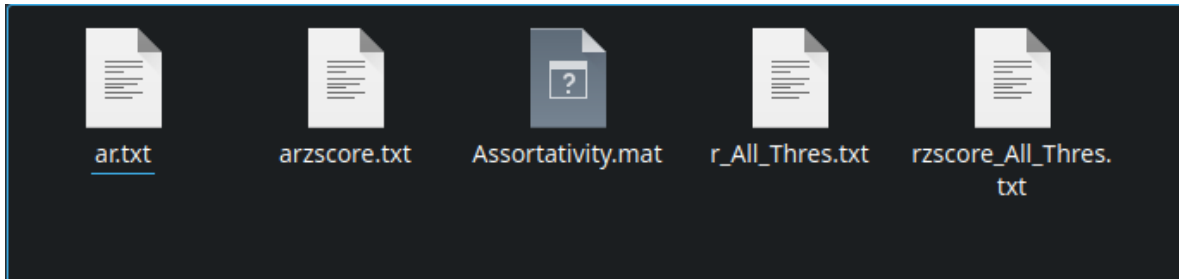 ar.txt
arzscore.txt
Assortativity.mat
r_All_Thres.txt
rzscore_All_Thres.
txt